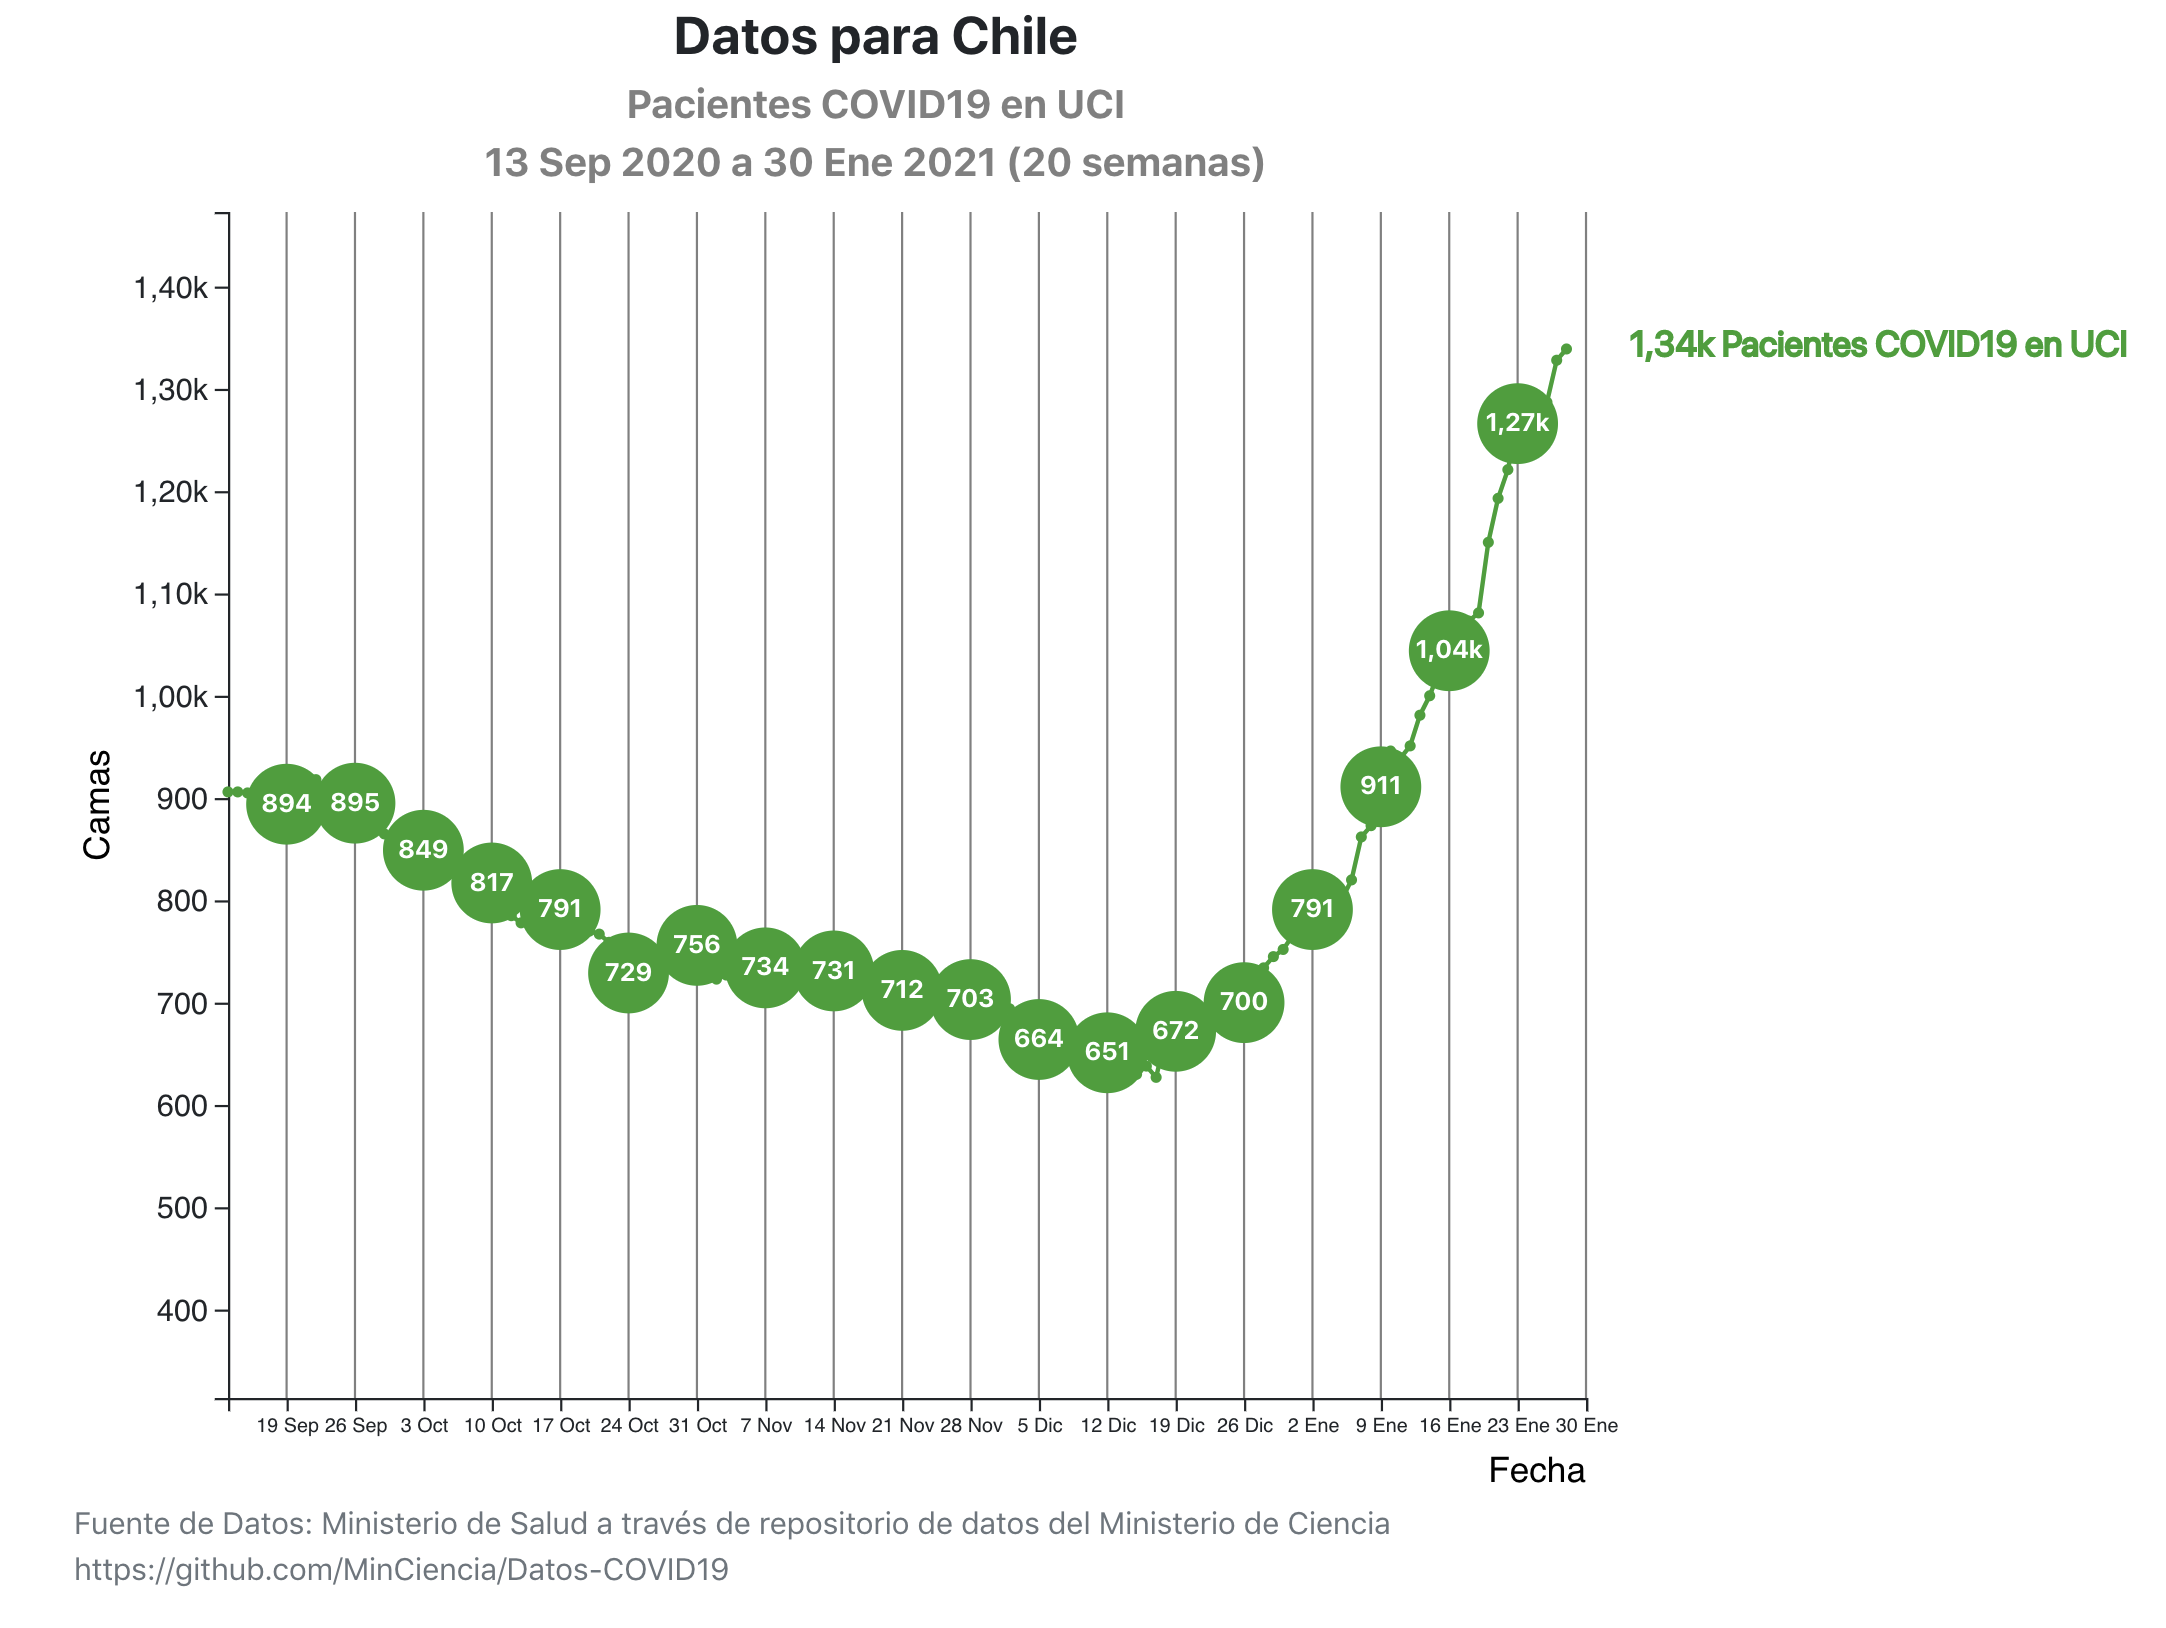 Datos para Chile
Pacientes COVID19 en UCI
13 Sep 2020 a 30 Ene 2021 (20 semanas)
1,40k
1,34k Pacientes COVID19 en UCI
1,30k
1,27k
1,20k
1,10k
1,04k
1,00k
Camas
900
894 895 849 817 791 729 756 734 731 712 703 664 651 672 700 791 911
800
700
600
500
400
19 Sep 26 Sep 3 Oct 10 Oct 17 Oct 24 Oct 31 Oct 7 Nov 14 Nov 21 Nov 28 Nov 5 Dic 12 Dic 19 Dic 26 Dic 2 Ene 9 Ene 16 Ene 23 Ene 30 Ene
Fecha
Fuente de Datos: Ministerio de Salud a través de repositorio de datos del Ministerio de Ciencia
https://github.com/MinCiencia/Datos-COVID19